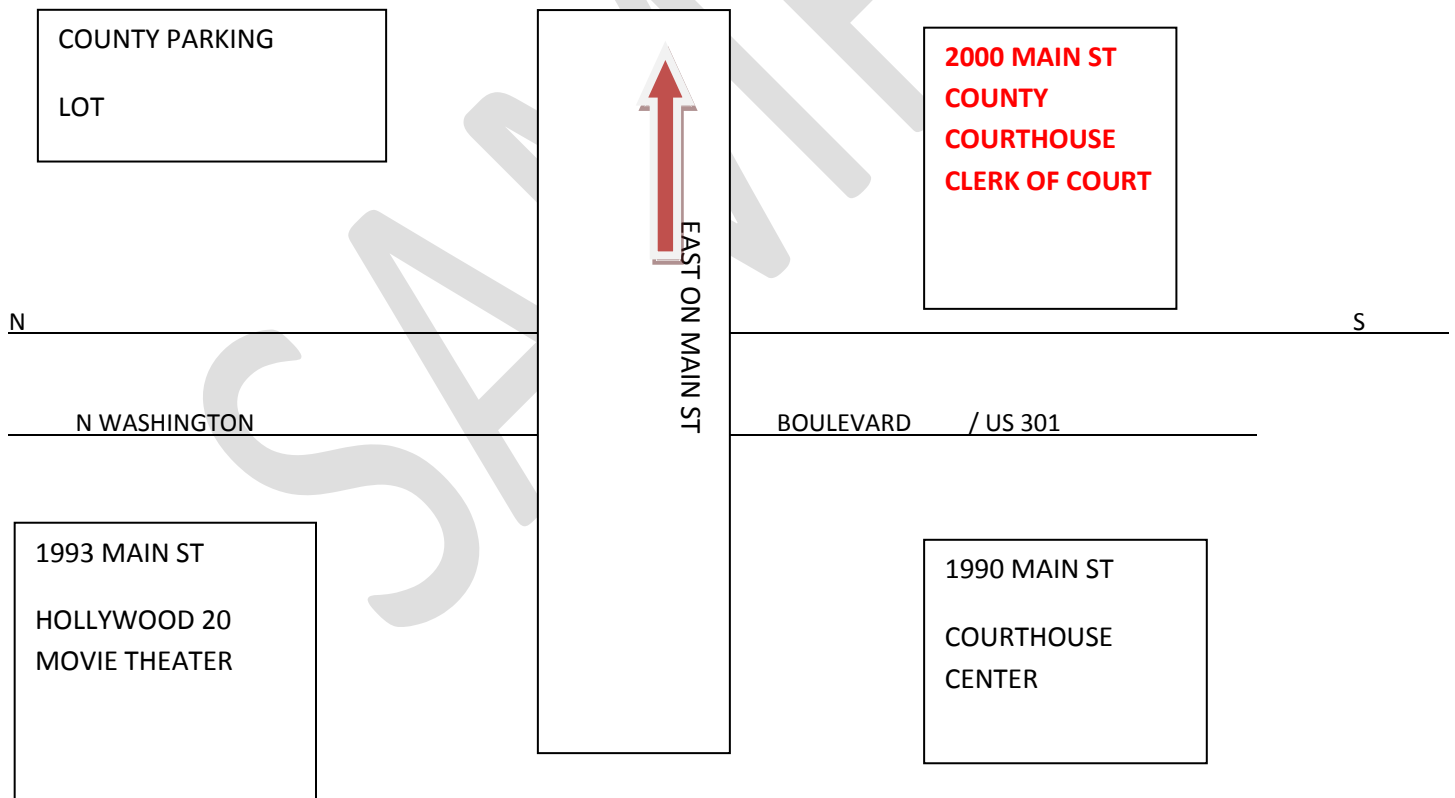 COUNTY PARKING
LOT
2000 MAIN ST
COUNTY
COURTHOUSE
CLERK OF COURT
EAST ON MAIN ST
N
S
N WASHINGTON
BOULEVARD / US 301
1993 MAIN ST
HOLLYWOOD 20
MOVIE THEATER
1990 MAIN ST
COURTHOUSE
CENTER